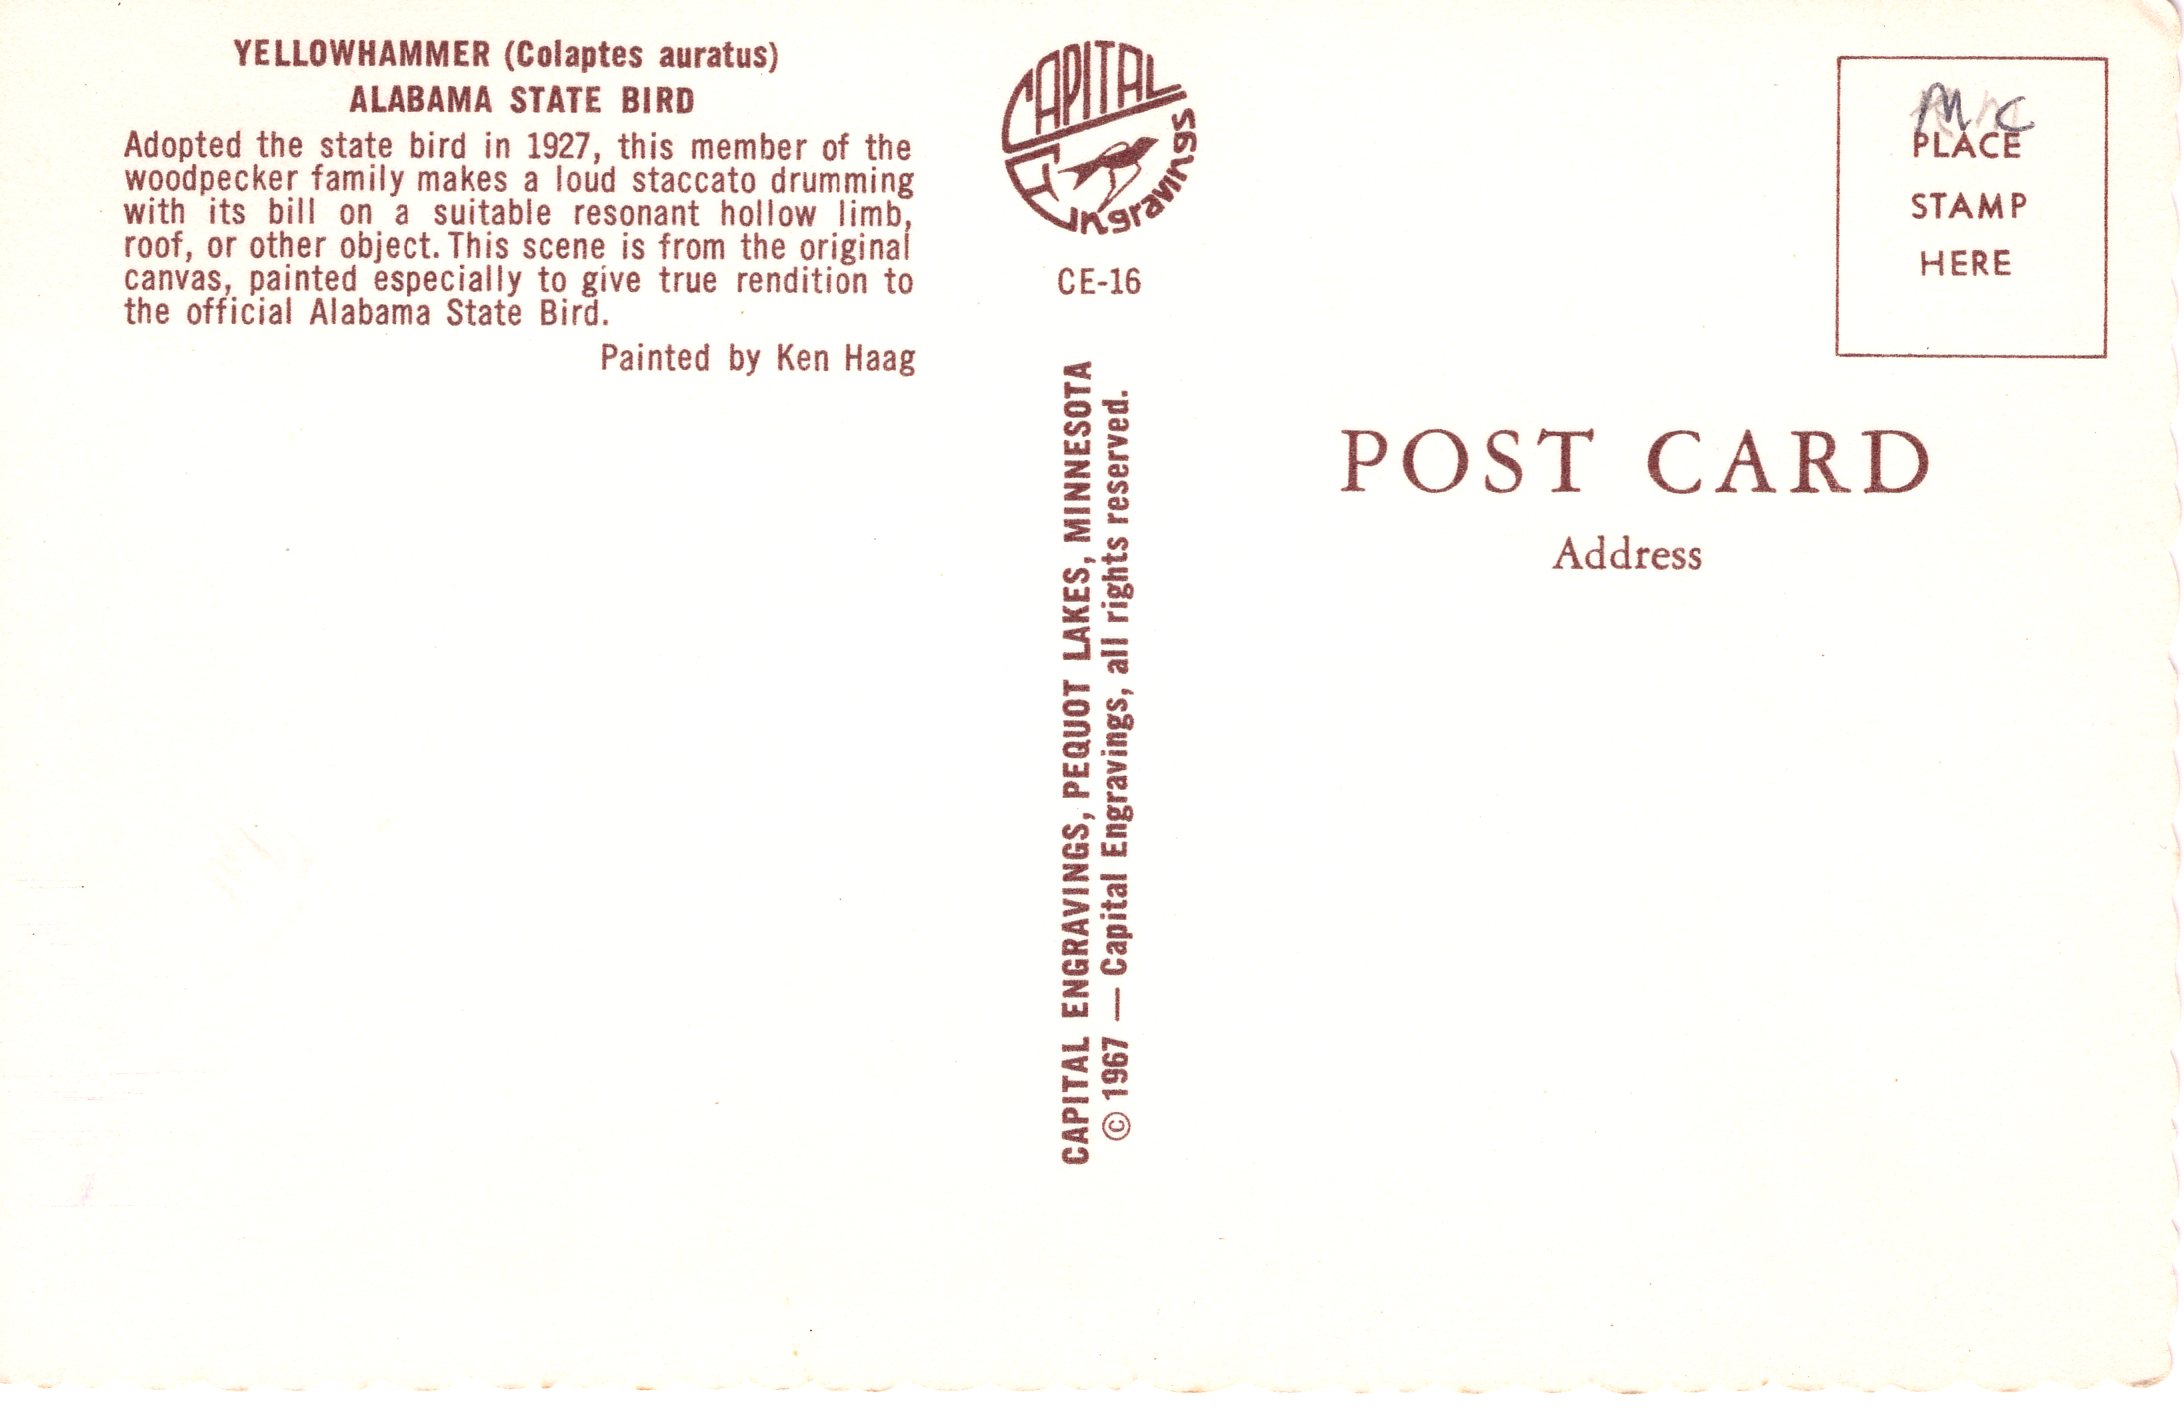 YELLOWHAMMER (Colaptes auratus)
ALABAMA STATE BIRD
Adopted the state bird in 1927, this member of the
woodpecker family makes a loud staccato drumming
with its bill on a suitable resonant hollow limb,
roof, or other object. This scene is from the original
canvas, painted especially to give true rendition to
the official Alabama State Bird.
Painted by Ken Haag
CAPITAL
Engravings
CE-16
CAPITAL ENGRAVINGS, PEQUOT LAKES, MINNESOTA
© 1967 — Capital Engravings, all rights reserved.
MC
PLACE
STAMP
HERE
POST CARD
Address